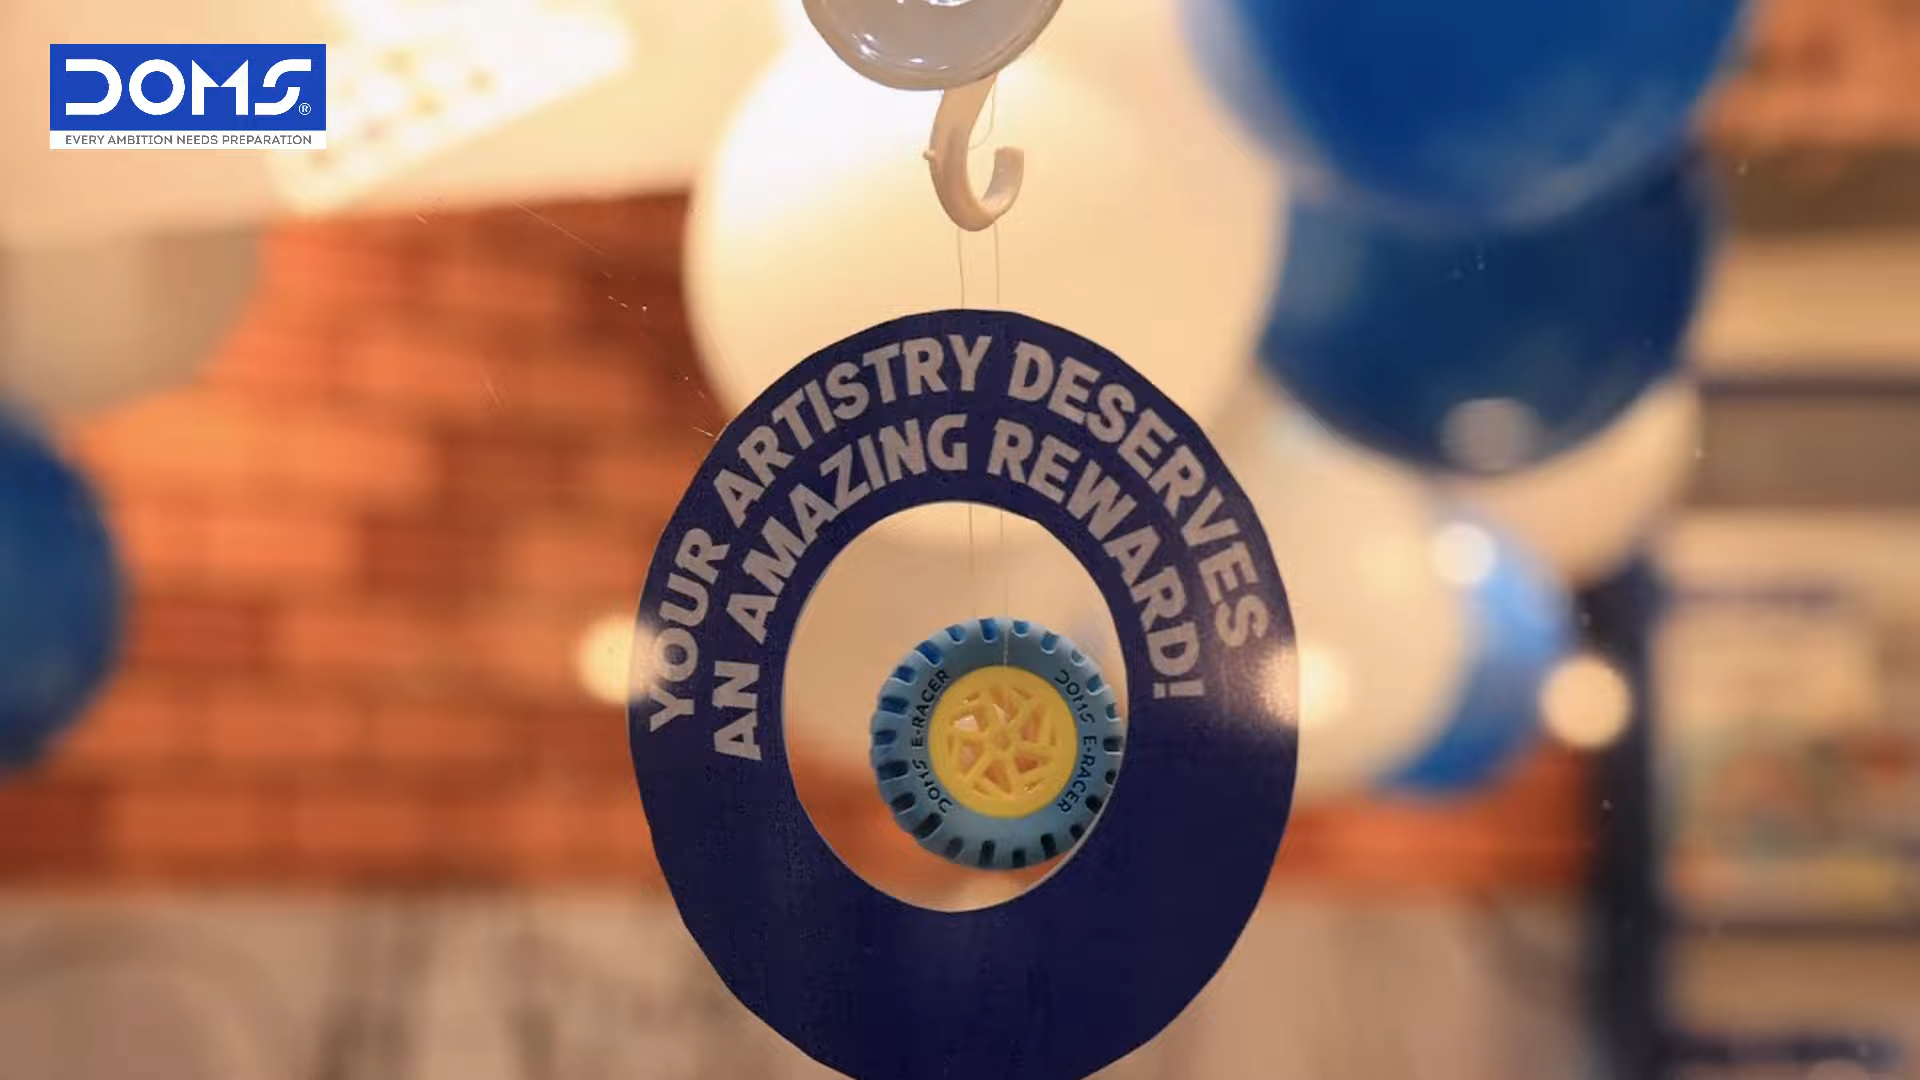 DOMS®
EVERY AMBITION NEEDS PREPARATION
YOUR ARTISTRY DESERVES
AN AMAZING REWARD!
DOMS E-RACER
DOMS E-RACER